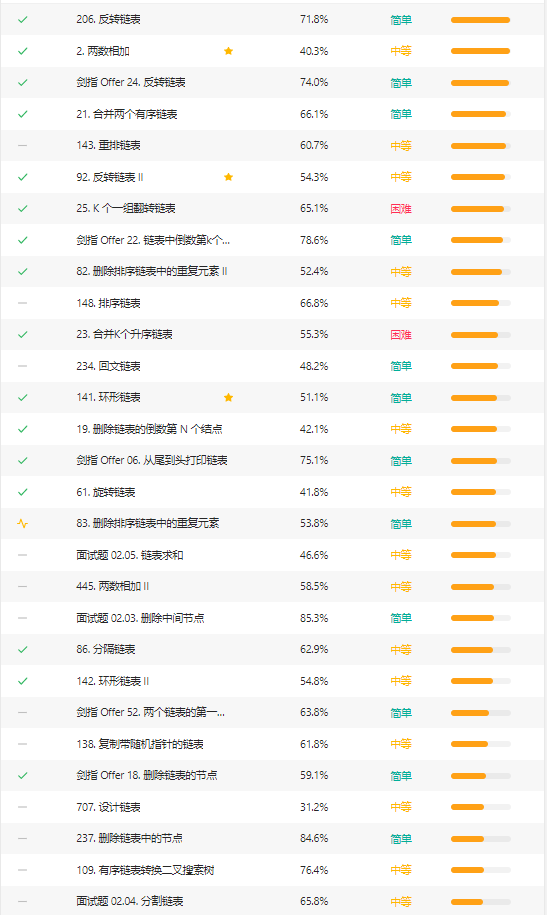 206. 反转链表 71.8% 简单
2. 两数相加 40.3% 中等
剑指 Offer 24. 反转链表 74.0% 简单
21. 合并两个有序链表 66.1% 简单
143. 重排链表 60.7% 中等
92. 反转链表 II 54.3% 中等
25. K 个一组翻转链表 65.1% 困难
剑指 Offer 22. 链表中倒数第k个... 78.6% 简单
82. 删除排序链表中的重复元素 II 52.4% 中等
148. 排序链表 66.8% 中等
23. 合并K个升序链表 55.3% 困难
234. 回文链表 48.2% 简单
141. 环形链表 51.1% 简单
19. 删除链表的倒数第 N 个结点 42.1% 中等
剑指 Offer 06. 从尾到头打印链表 75.1% 简单
61. 旋转链表 41.8% 中等
83. 删除排序链表中的重复元素 53.8% 简单
面试题 02.05. 链表求和 46.6% 中等
445. 两数相加 II 58.5% 中等
面试题 02.03. 删除中间节点 85.3% 简单
86. 分隔链表 62.9% 中等
142. 环形链表 II 54.8% 中等
剑指 Offer 52. 两个链表的第一... 63.8% 简单
138. 复制带随机指针的链表 61.8% 中等
剑指 Offer 18. 删除链表的节点 59.1% 简单
707. 设计链表 31.2% 中等
237. 删除链表中的节点 84.6% 简单
109. 有序链表转换二叉搜索树 76.4% 中等
面试题 02.04. 分割链表 65.8% 中等